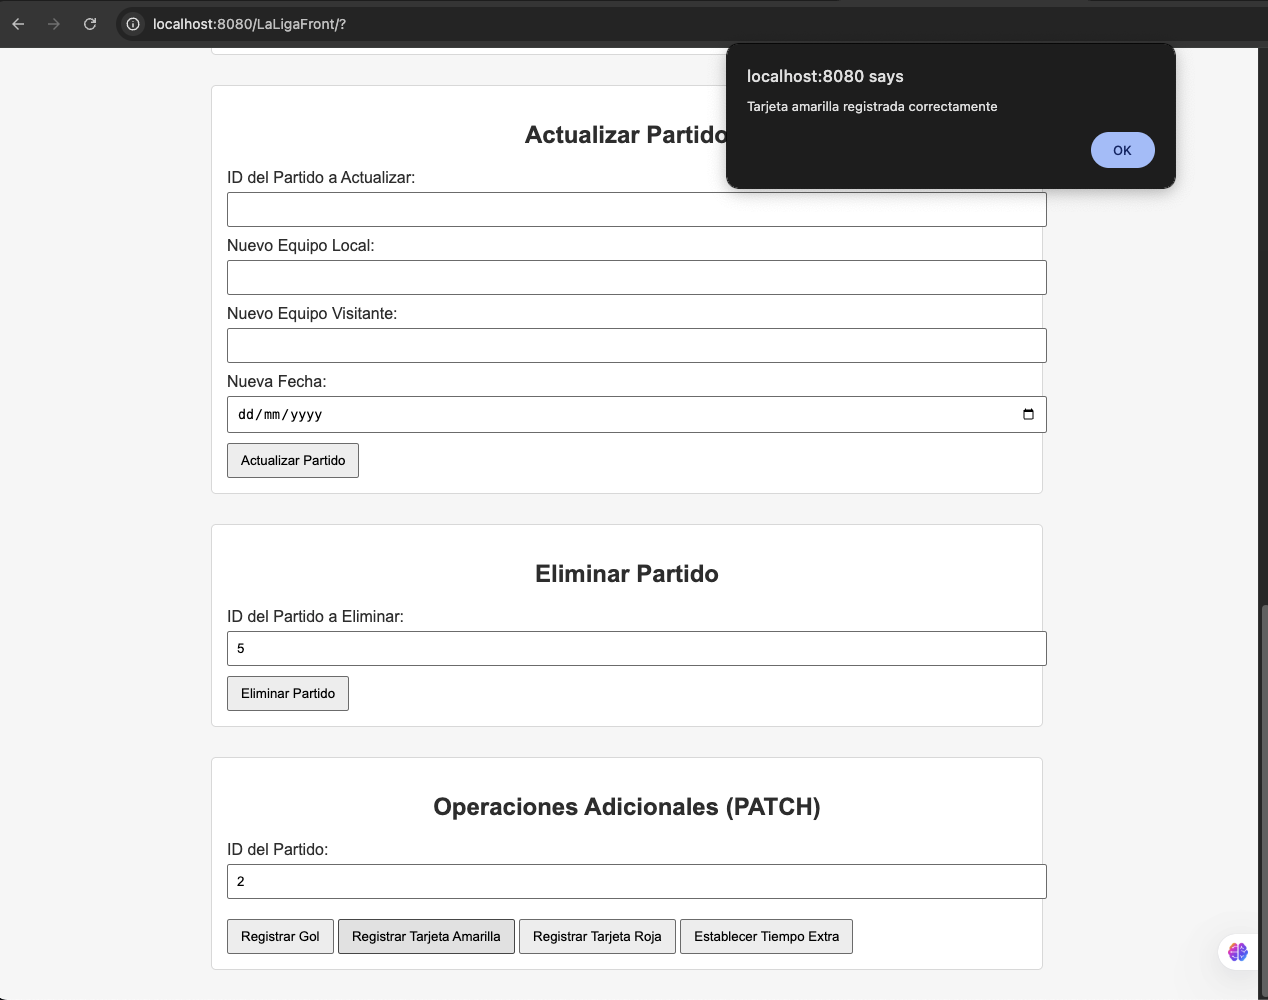 localhost:8080/LaLigaFront/?
localhost:8080 says
Tarjeta amarilla registrada correctamente
OK
Actualizar Partido
ID del Partido a Actualizar:
Nuevo Equipo Local:
Nuevo Equipo Visitante:
Nueva Fecha:
dd/mm/yyyy
Actualizar Partido
Eliminar Partido
ID del Partido a Eliminar:
5
Eliminar Partido
Operaciones Adicionales (PATCH)
ID del Partido:
2
Registrar Gol Registrar Tarjeta Amarilla Registrar Tarjeta Roja Establecer Tiempo Extra